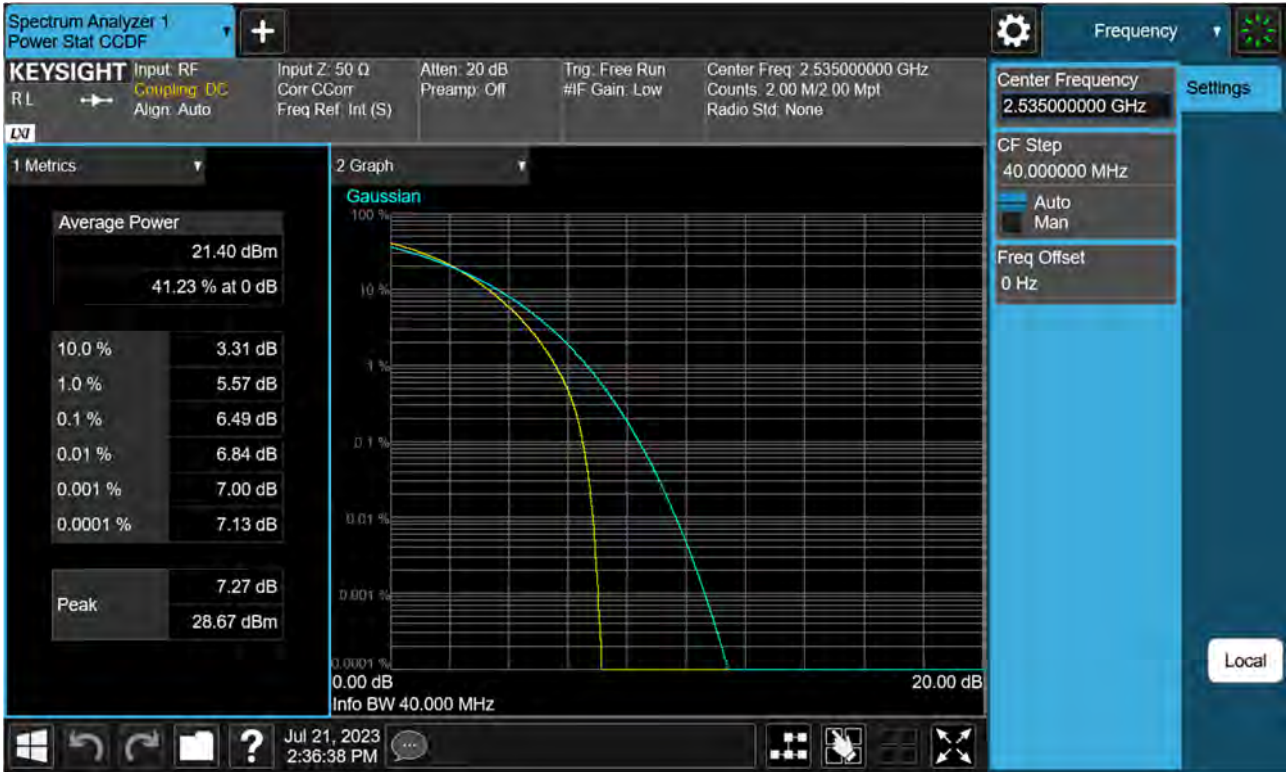 Spectrum Analyzer 1
Power Stat CCDF
+
Frequency
KEYSIGHT
R L
LXI
Input: RF
Coupling: DC
Align: Auto
Input Z: 50 Ω
Corr CCorr
Freq Ref: Int (S)
Atten: 20 dB
Preamp: Off
Trig: Free Run
#IF Gain: Low
Center Freq: 2.535000000 GHz
Counts: 2.00 M/2.00 Mpt
Radio Std: None
Center Frequency
2.535000000 GHz
Settings
CF Step
40.000000 MHz
Auto
Man
Freq Offset
0 Hz
Local
1 Metrics
Average Power
21.40 dBm
41.23 % at 0 dB
10.0 % 3.31 dB
1.0 % 5.57 dB
0.1 % 6.49 dB
0.01 % 6.84 dB
0.001 % 7.00 dB
0.0001 % 7.13 dB
Peak
7.27 dB
28.67 dBm
2 Graph
Gaussian
100 %
10 %
1 %
0.1 %
0.01 %
0.001 %
0.0001 %
0.00 dB 20.00 dB
Info BW 40.000 MHz
?
Jul 21, 2023
2:36:38 PM